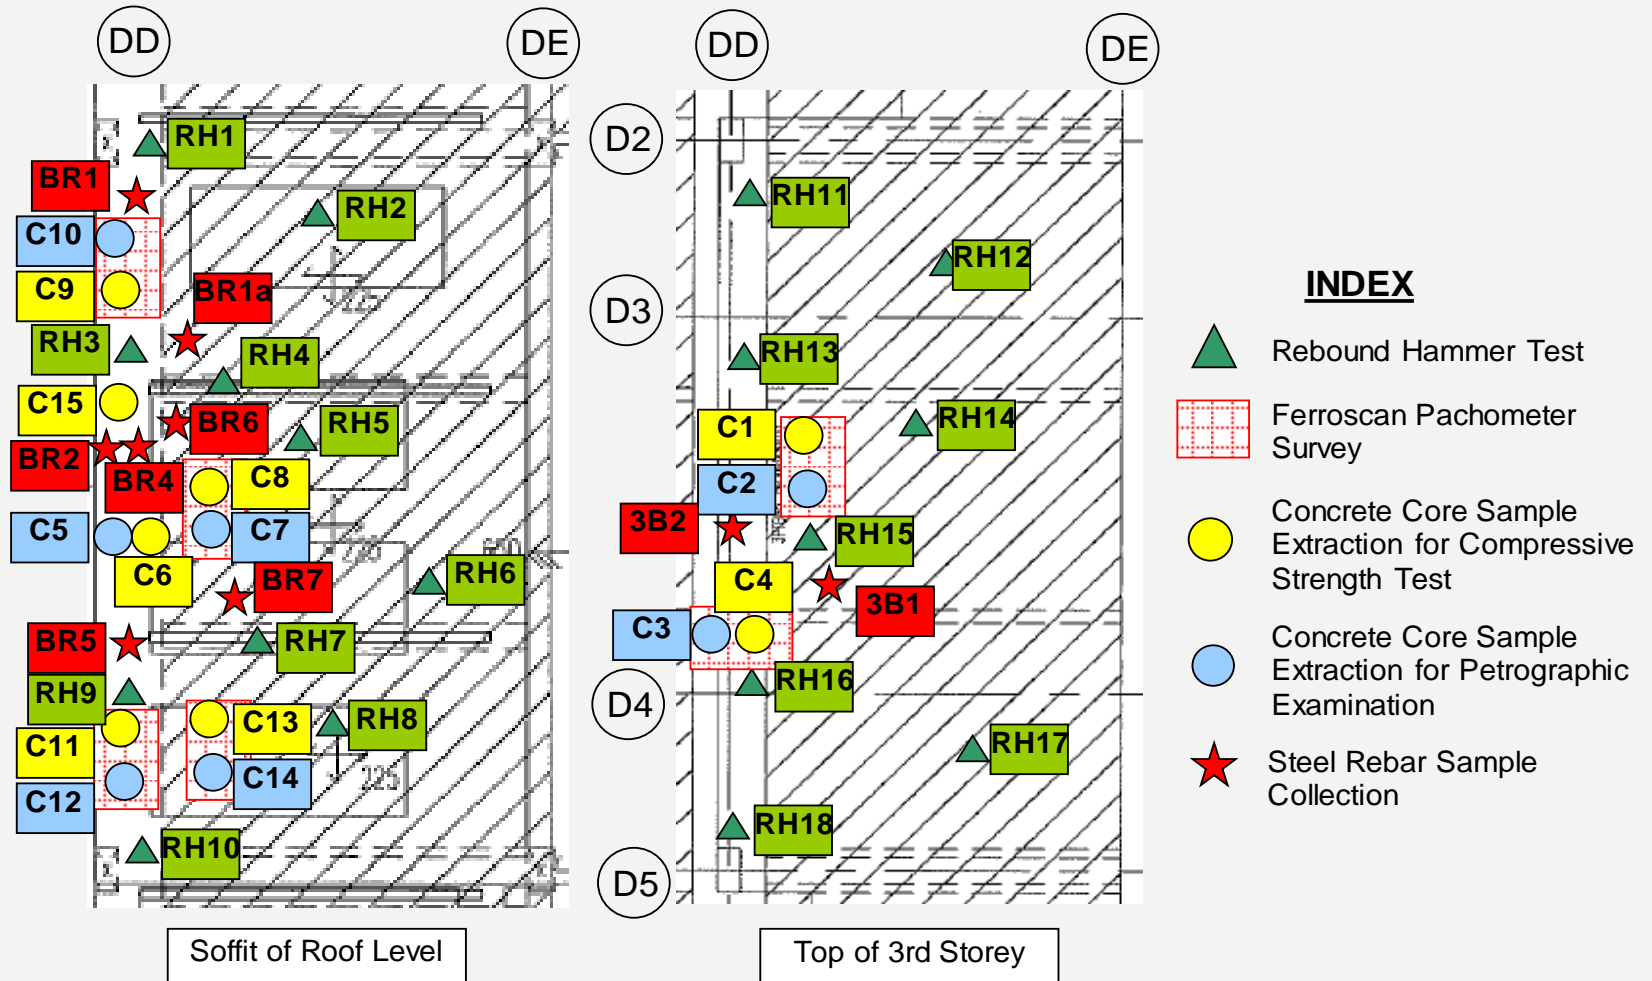 DD
DE
RH1
BR1
RH2
C10
C9
BR1a
RH3
RH4
C15
BR6
RH5
BR2
BR4
C8
C5
C7
C6
BR7
RH6
BR5
RH7
RH9
C13
RH8
C11
C14
C12
RH10
225
225
Soffit of Roof Level
DD
DE
D2
RH11
RH12
D3
RH13
C1
RH14
C2
3B2
RH15
C4
3B1
C3
RH16
D4
RH17
RH18
D5
Top of 3rd Storey
INDEX
Rebound Hammer Test
Ferroscan Pachometer
Survey
Concrete Core Sample
Extraction for Compressive
Strength Test
Concrete Core Sample
Extraction for Petrographic
Examination
Steel Rebar Sample
Collection